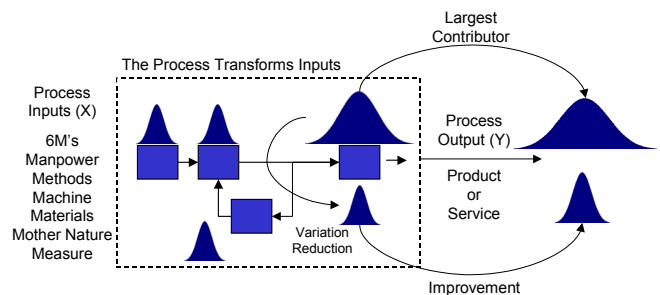 Largest
Contributor
The Process Transforms Inputs
Process
Inputs (X)
6M's
Manpower
Methods
Machine
Materials
Mother Nature
Measure
Variation
Reduction
Process
Output (Y)
Product
or
Service
Improvement